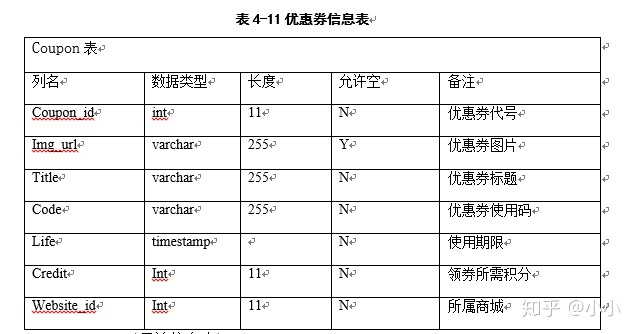 表 4-11 优惠券信息表
Coupon 表
列名 数据类型 长度 允许空 备注
Coupon_id int 11 N 优惠券代号
Img_url varchar 255 Y 优惠券图片
Title varchar 255 N 优惠券标题
Code varchar 255 N 优惠券使用码
Life timestamp N 使用期限
Credit Int 11 N 领券所需积分
Website_id Int 11 N 所属商城
知乎 @小小